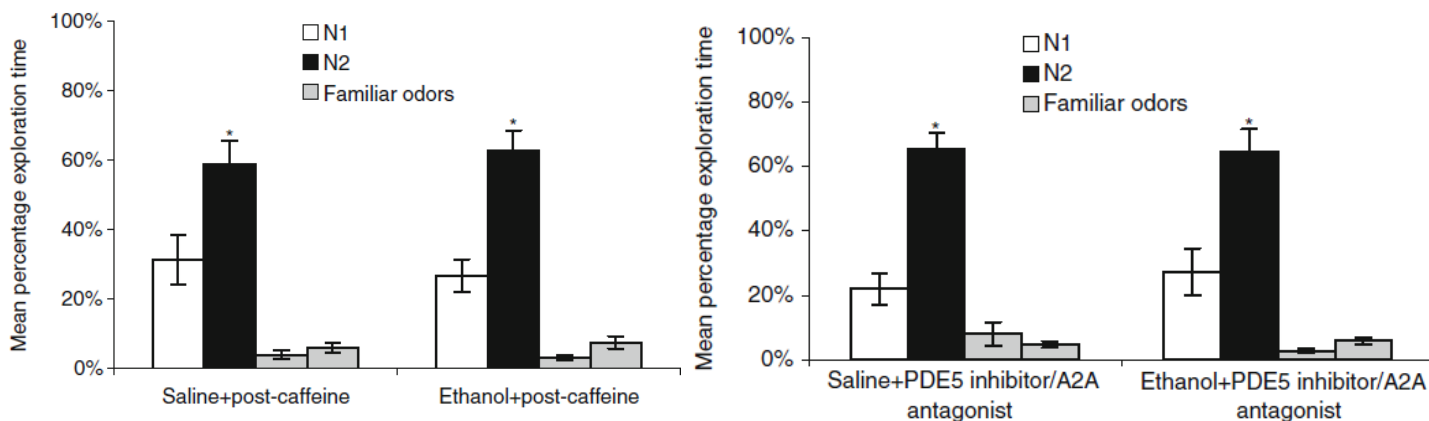 Mean percentage exploration time
100%
80%
60%
40%
20%
0%
N1
N2
Familiar odors
*
*
Saline+post-caffeine
Ethanol+post-caffeine
Mean percentage exploration time
100%
80%
60%
40%
20%
0%
N1
N2
Familiar odors
*
*
Saline+PDE5 inhibitor/A2A
antagonist
Ethanol+PDE5 inhibitor/A2A
antagonist